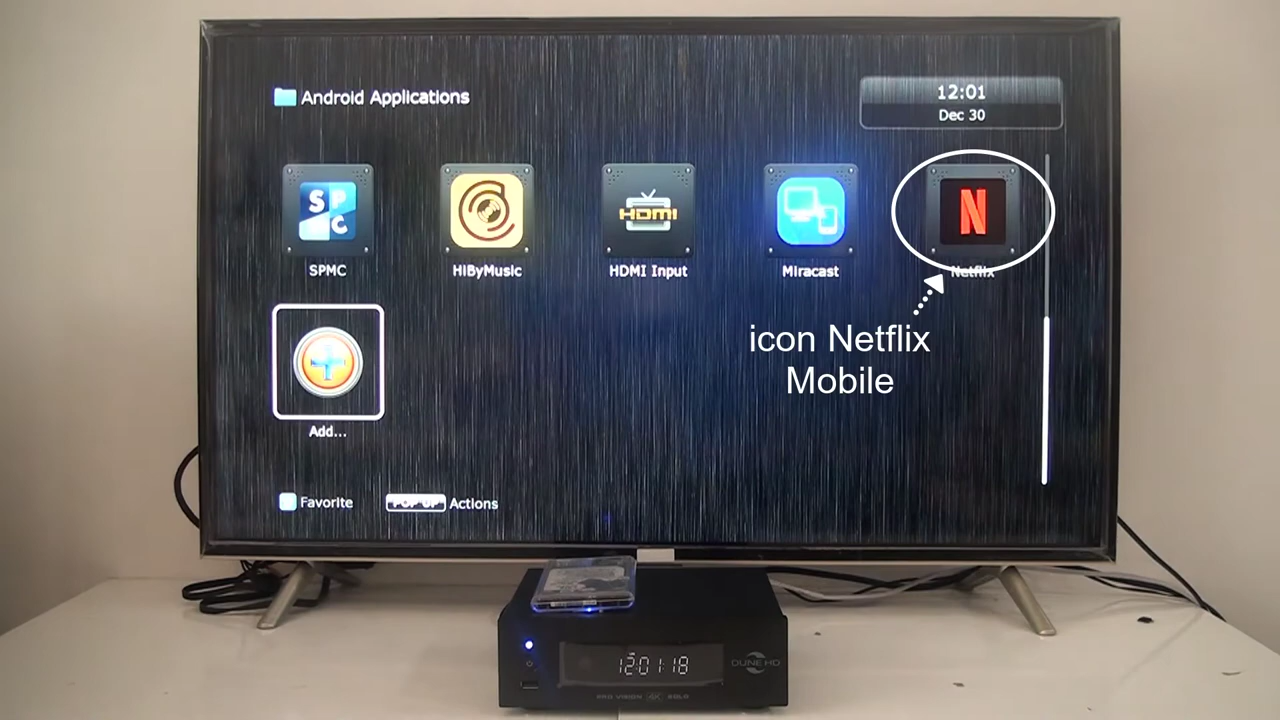 Android Applications
12:01
Dec 30
SPC
HDMI
N
SPMC
HiByMusic
HDMI Input
Miracast
Netflix
icon Netflix
Mobile
Add...
Favorite
POP UP
Actions
12:01:18
DUNE HD
PRO VISION 4K SOLO